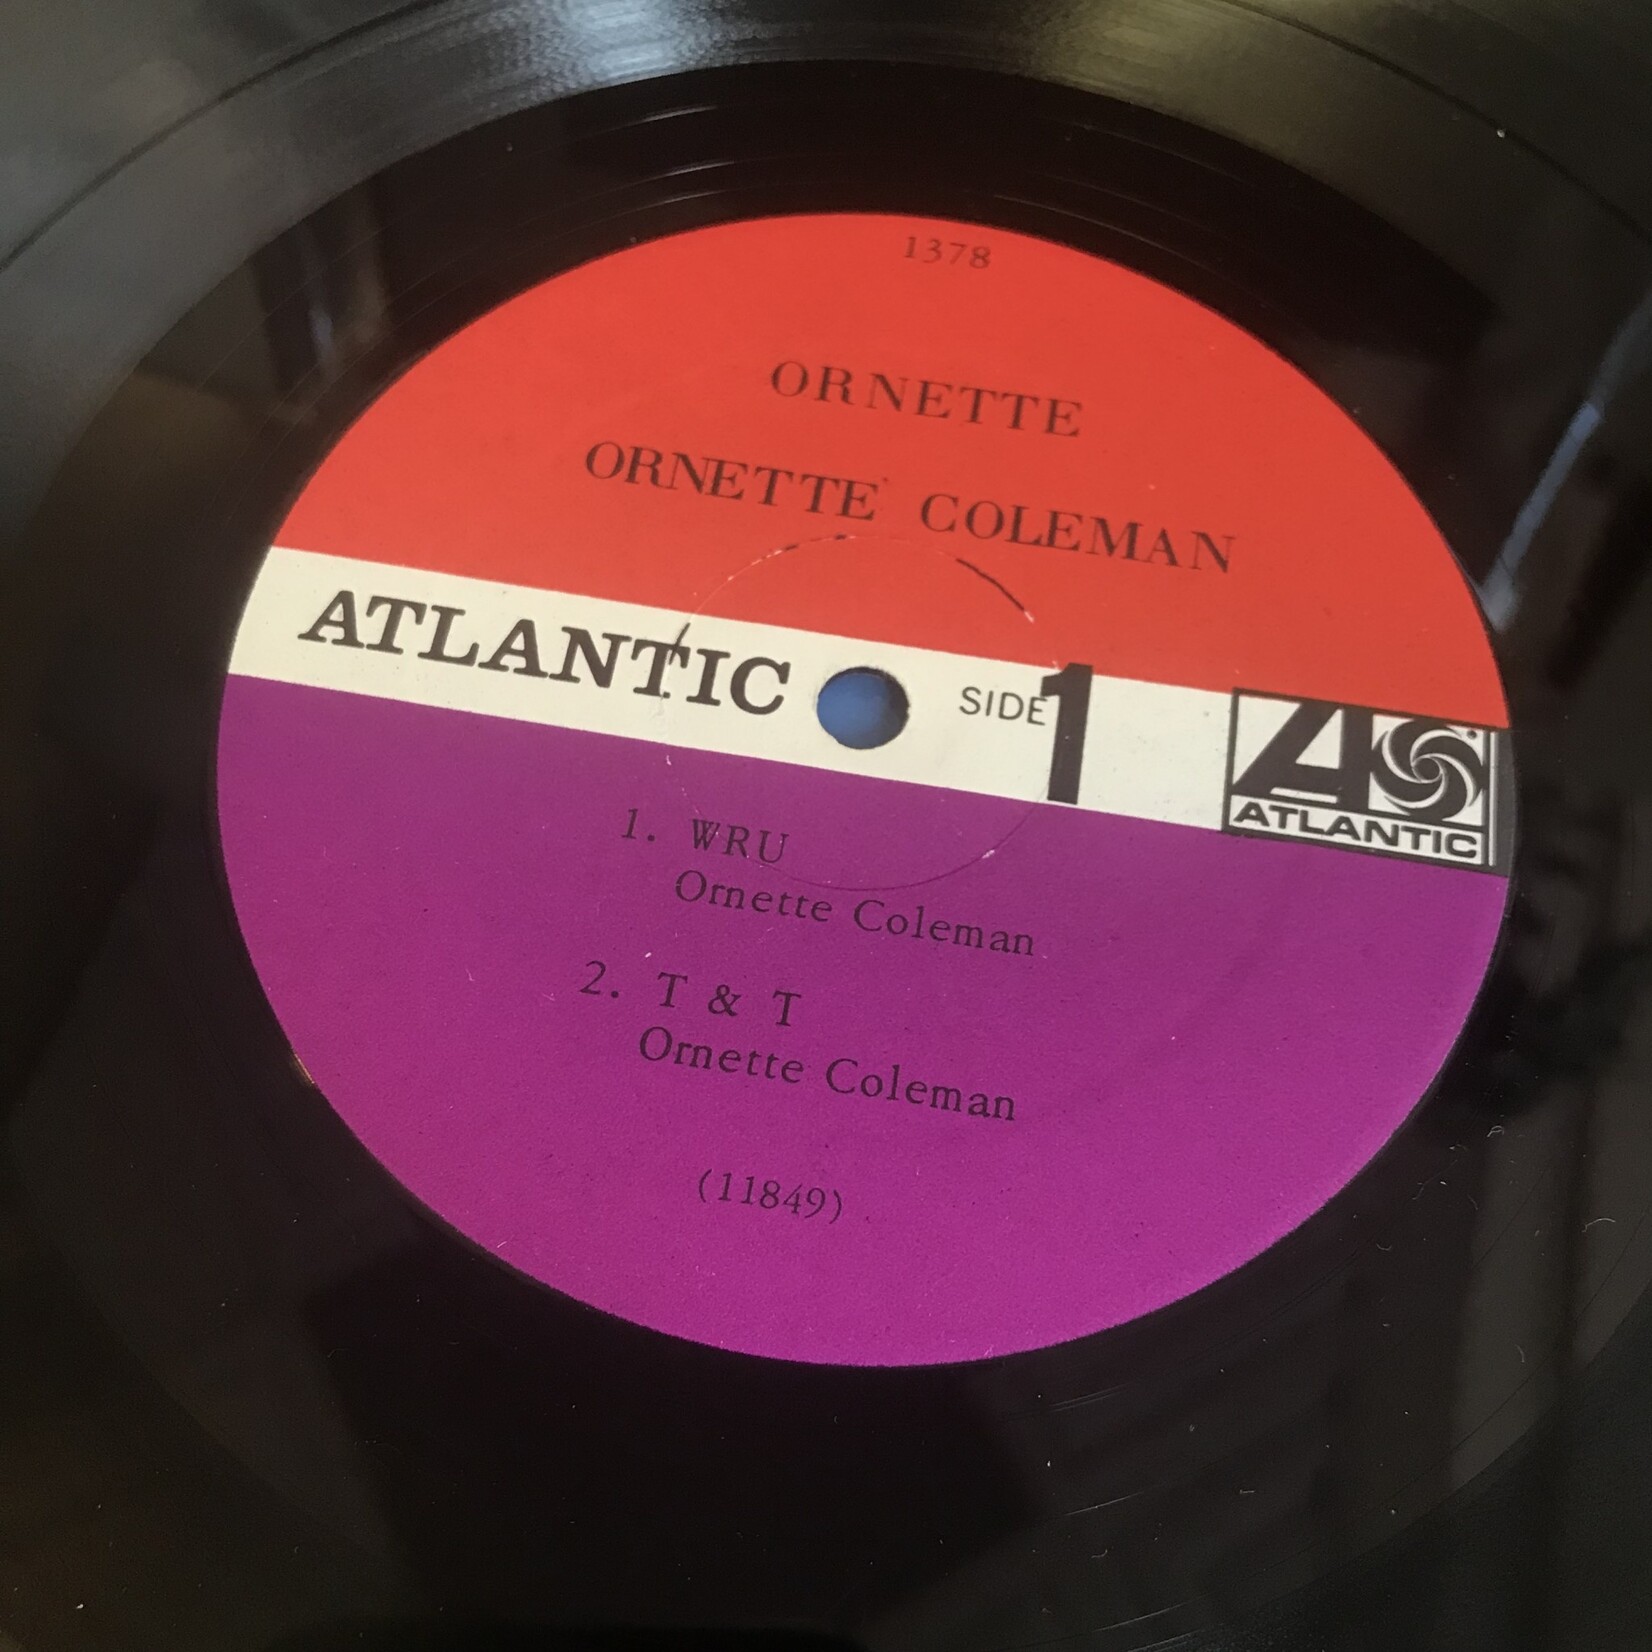 1378
ORNETTE
ORNETTE COLEMAN
ATLANTIC SIDE 1
A
ATLANTIC
1. WRU
Ornette Coleman
2. T & T
Ornette Coleman
(11849)